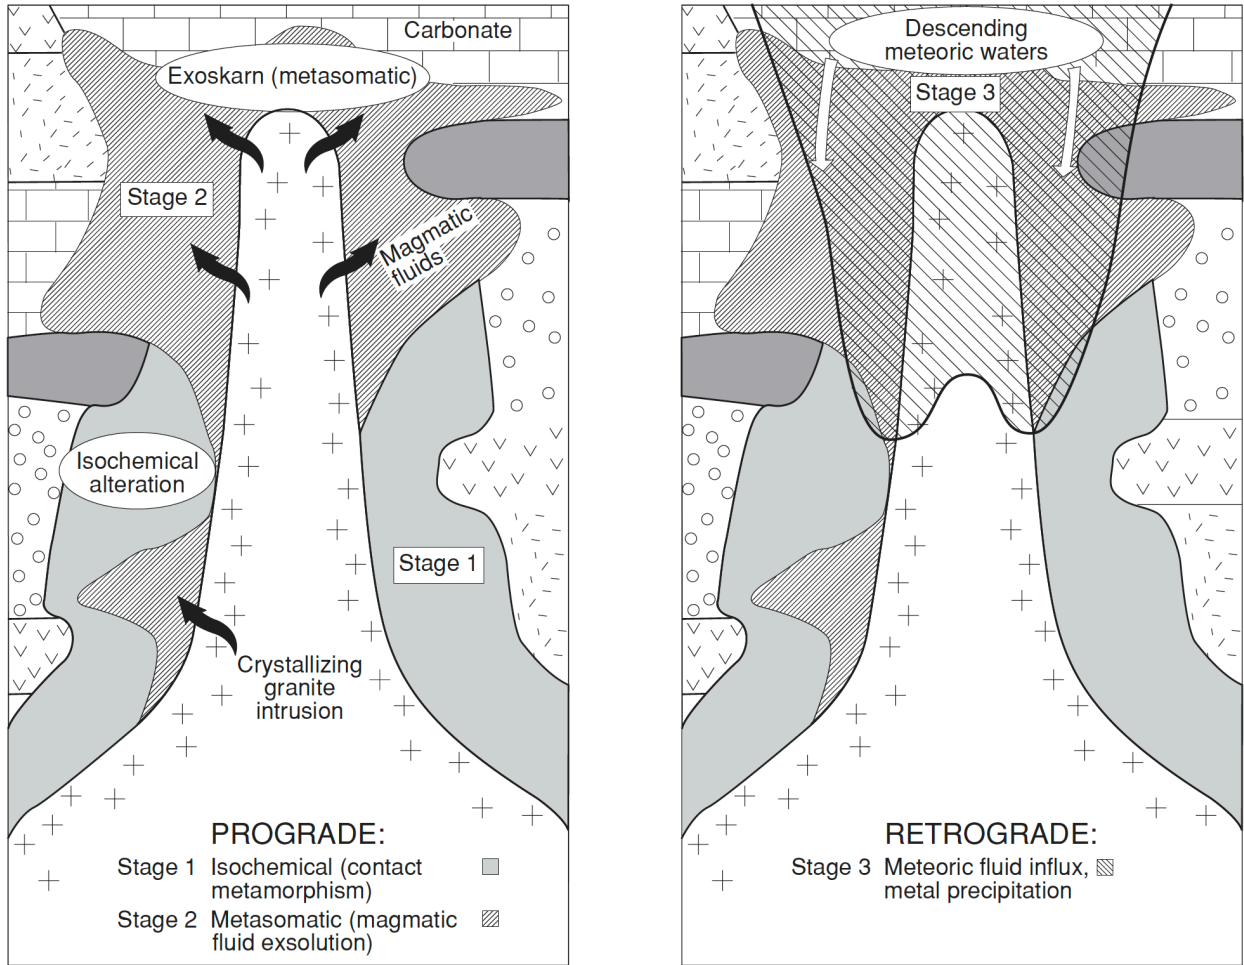 Carbonate
Exoskarn (metasomatic)
Stage 2
Magmatic
fluids
Isochemical
alteration
Stage 1
Crystallizing
granite
intrusion
PROGRADE:
Stage 1 Isochemical (contact
metamorphism)
Stage 2 Metasomatic (magmatic
fluid exsolution)
Descending
meteoric waters
Stage 3
RETROGRADE:
Stage 3 Meteoric fluid influx,
metal precipitation